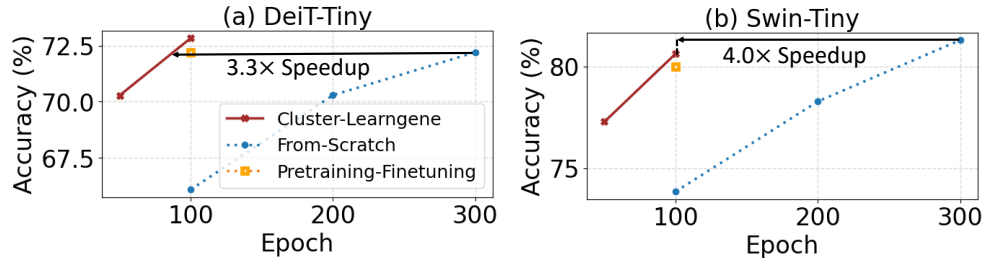 (a) DeiT-Tiny
Accuracy (%)
72.5
70.0
67.5
3.3× Speedup
Cluster-Learngene
From-Scratch
Pretraining-Finetuning
100
200
300
Epoch
(b) Swin-Tiny
Accuracy (%)
80
75
4.0× Speedup
100
200
300
Epoch